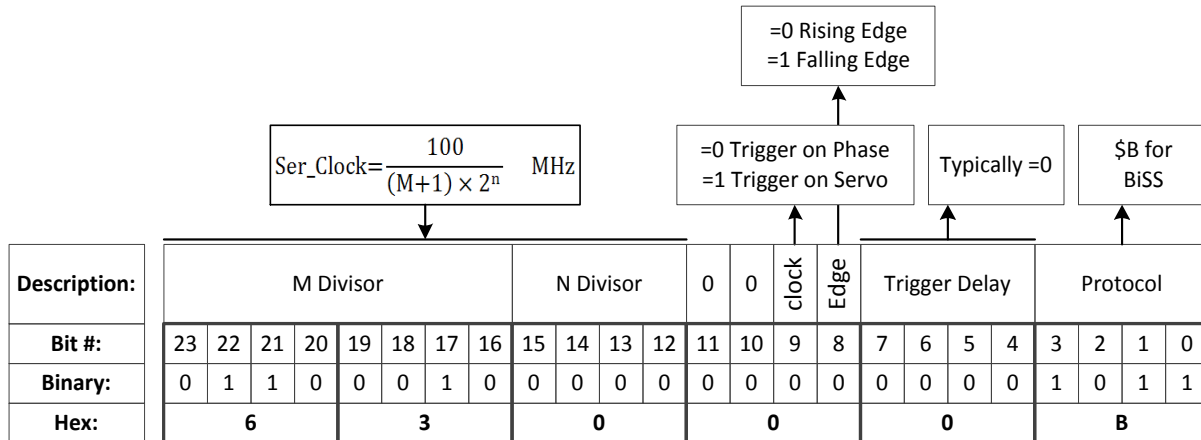 =0 Rising Edge
=1 Falling Edge
Ser_Clock= 100 / (M+1) × 2ⁿ MHz
=0 Trigger on Phase
=1 Trigger on Servo
Typically =0
$B for
BiSS
Description: M Divisor N Divisor 0 0 clock Edge Trigger Delay Protocol
Bit #: 23 22 21 20 19 18 17 16 15 14 13 12 11 10 9 8 7 6 5 4 3 2 1 0
Binary: 0 1 1 0 0 0 1 0 0 0 0 0 0 0 0 0 0 0 0 0 1 0 1 1
Hex: 6 3 0 0 0 B